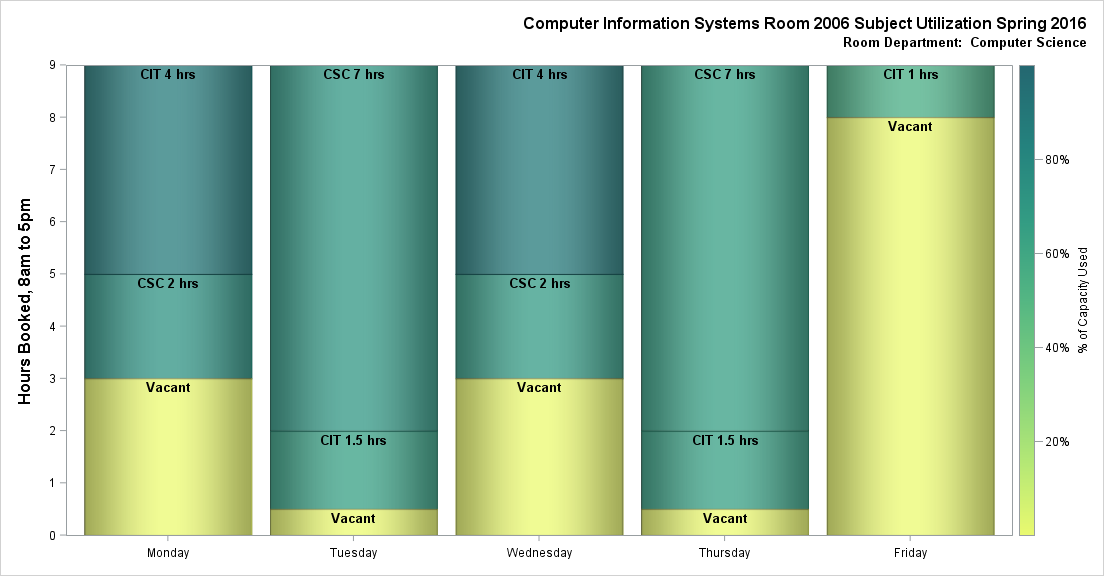 Computer Information Systems Room 2006 Subject Utilization Spring 2016
Room Department:  Computer Science
Hours Booked, 8am to 5pm
9
8
7
6
5
4
3
2
1
0
CIT 4 hrs
CSC 2 hrs
Vacant
CSC 7 hrs
CIT 1.5 hrs
Vacant
CIT 4 hrs
CSC 2 hrs
Vacant
CSC 7 hrs
CIT 1.5 hrs
Vacant
CIT 1 hrs
Vacant
Monday
Tuesday
Wednesday
Thursday
Friday
80%
60%
40%
20%
% of Capacity Used